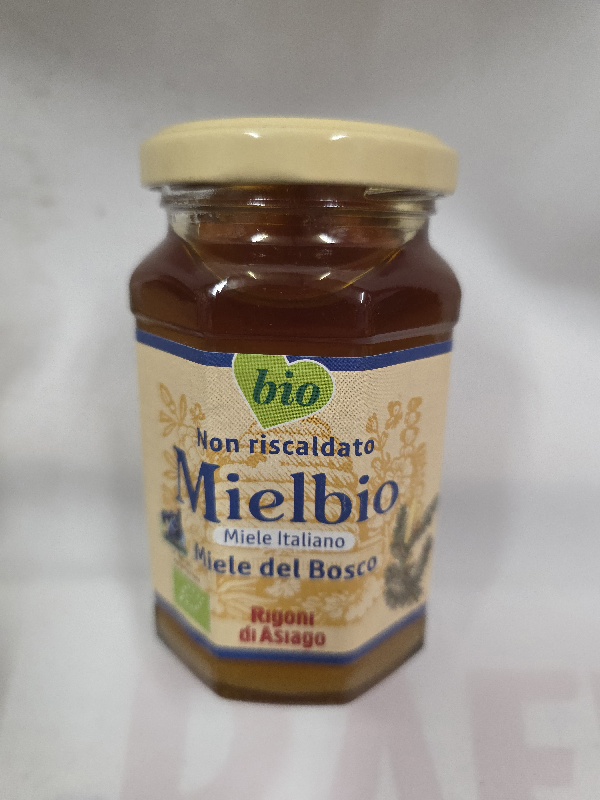 bio
Non riscaldato
Mielbio
Miele Italiano
Miele del Bosco
Rigoni
di Asiago